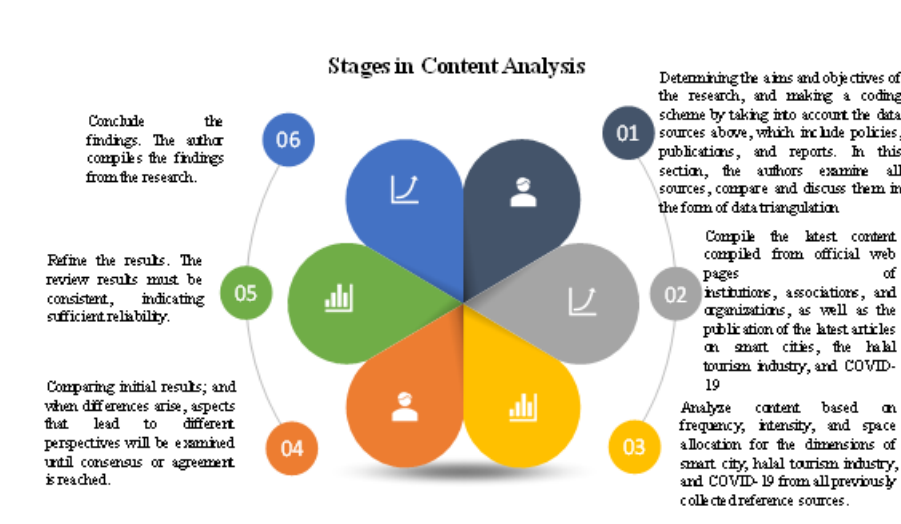 Stages in Content Analysis
01
Determining the aims and objectives of
the research, and making a coding
scheme by taking into account the data
sources above, which include policies,
publications, and reports. In this
section, the authors examine all
sources, compare and discuss them in
the form of data triangulation
02
Compile the latest content
compiled from official web
pages of
institutions, associations, and
organizations, as well as the
publication of the latest articles
on smart cities, the halal
tourism industry, and COVID-
19
03
Analyze content based on
frequency, intensity, and space
allocation for the dimensions of
smart city, halal tourism industry,
and COVID-19 from all previously
collected reference sources.
04
Comparing initial results; and
when differences arise, aspects
that lead to different
perspectives will be examined
until consensus or agreement
is reached.
05
Refine the results. The
review results must be
consistent, indicating
sufficient reliability.
06
Conclude the
findings. The author
compiles the findings
from the research.